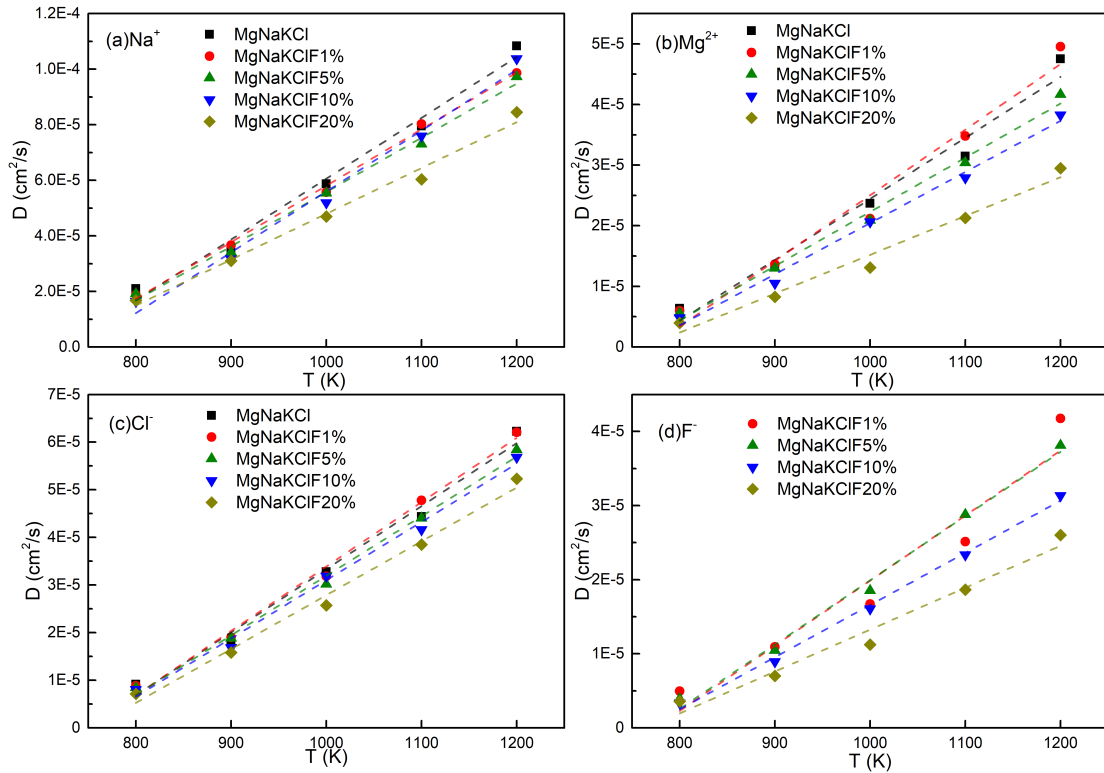 (a)Na⁺
MgNaKCl
MgNaKClF1%
MgNaKClF5%
MgNaKClF10%
MgNaKClF20%
1.2E-4
1.0E-4
8.0E-5
6.0E-5
4.0E-5
2.0E-5
0.0
D (cm²/s)
800 900 1000 1100 1200
T (K)
(b)Mg²⁺
MgNaKCl
MgNaKClF1%
MgNaKClF5%
MgNaKClF10%
MgNaKClF20%
5E-5
4E-5
3E-5
2E-5
1E-5
0
D (cm²/s)
800 900 1000 1100 1200
T (K)
(c)Cl⁻
MgNaKCl
MgNaKClF1%
MgNaKClF5%
MgNaKClF10%
MgNaKClF20%
7E-5
6E-5
5E-5
4E-5
3E-5
2E-5
1E-5
0
D (cm²/s)
800 900 1000 1100 1200
T (K)
(d)F⁻
MgNaKClF1%
MgNaKClF5%
MgNaKClF10%
MgNaKClF20%
4E-5
3E-5
2E-5
1E-5
0
D (cm²/s)
800 900 1000 1100 1200
T (K)